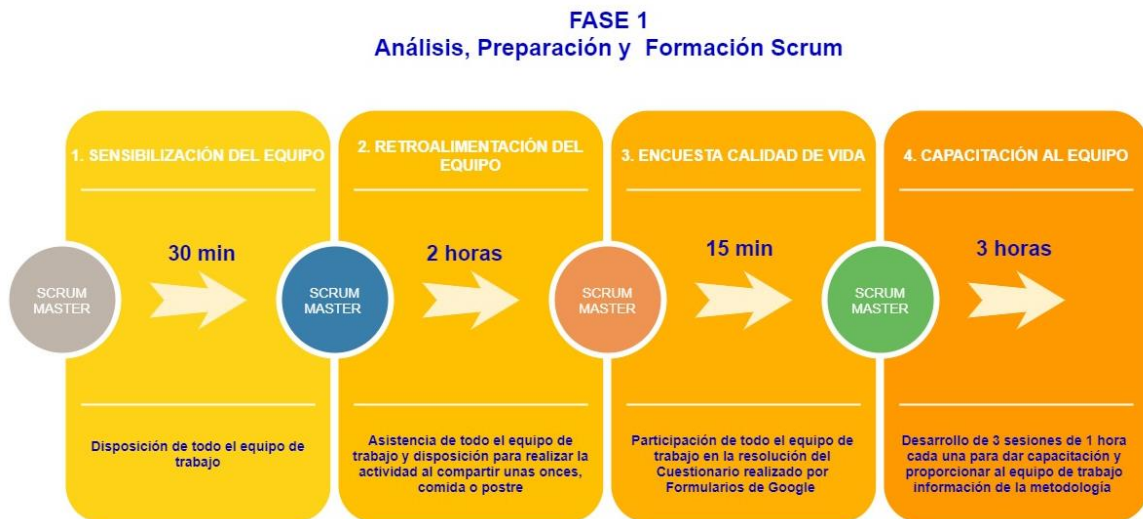 FASE 1
Análisis, Preparación y Formación Scrum
1. SENSIBILIZACIÓN DEL EQUIPO
SCRUM
MASTER
30 min
Disposición de todo el equipo de
trabajo
2. RETROALIMENTACIÓN DEL
EQUIPO
SCRUM
MASTER
2 horas
Asistencia de todo el equipo de
trabajo y disposición para realizar la
actividad al compartir unas onces,
comida o postre
3. ENCUESTA CALIDAD DE VIDA
SCRUM
MASTER
15 min
Participación de todo el equipo de
trabajo en la resolución del
Cuestionario realizado por
Formularios de Google
4. CAPACITACIÓN AL EQUIPO
SCRUM
MASTER
3 horas
Desarrollo de 3 sesiones de 1 hora
cada una para dar capacitación y
proporcionar al equipo de trabajo
información de la metodología